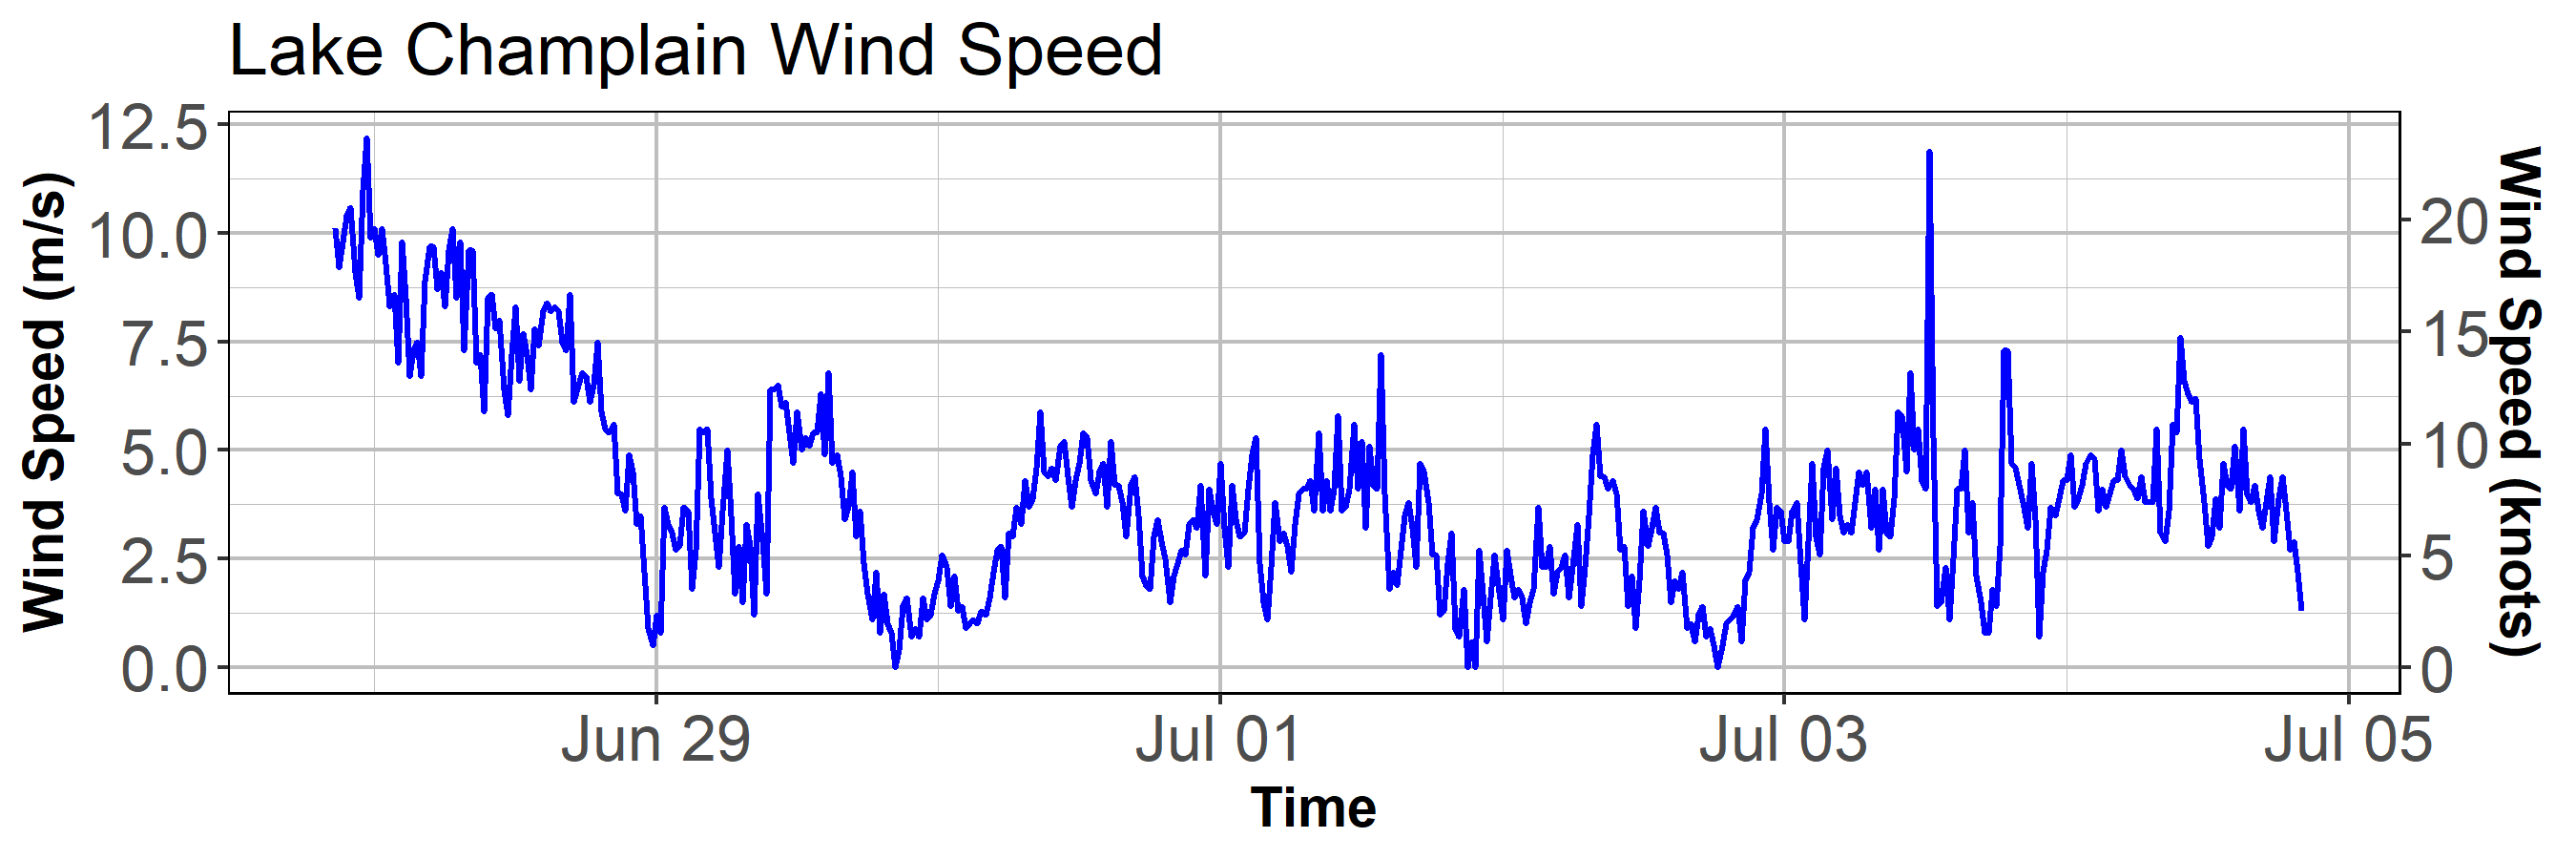 Lake Champlain Wind Speed
Wind Speed (m/s)
12.5
10.0
7.5
5.0
2.5
0.0
20
15
10
5
0
Wind Speed (knots)
Jun 29
Jul 01
Jul 03
Jul 05
Time